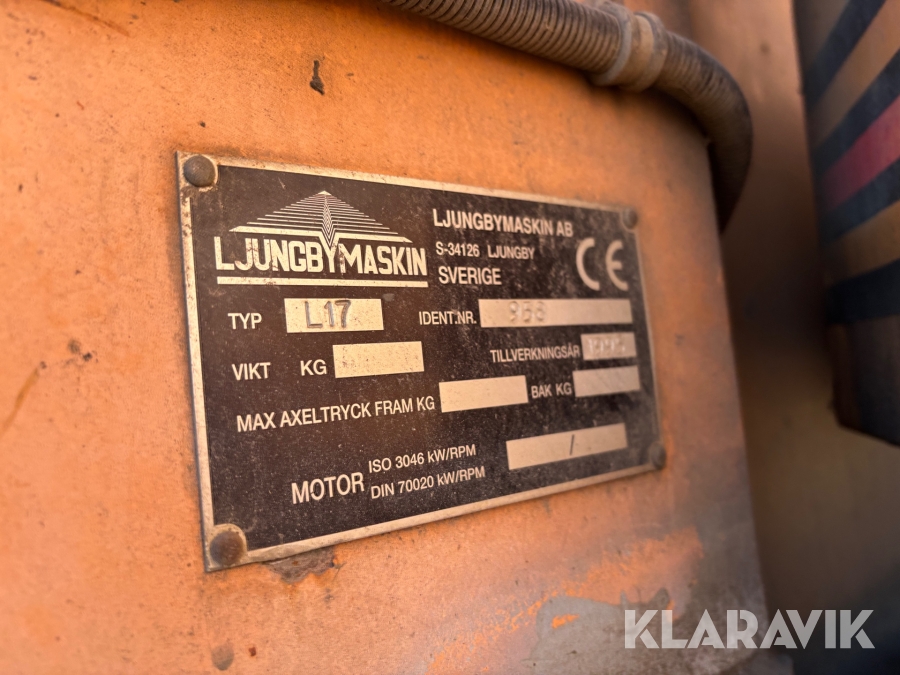 LJUNGBYMASKIN
LJUNGBYMASKIN AB
S-34126 LJUNGBY
SVERIGE
CE
TYP L17
IDENT.NR.
VIKT KG
TILLVERKNINGSÅR
MAX AXELTRYCK FRAM KG
BAK KG
MOTOR
ISO 3046 kW/RPM
DIN 70020 kW/RPM
/
KLARAVIK